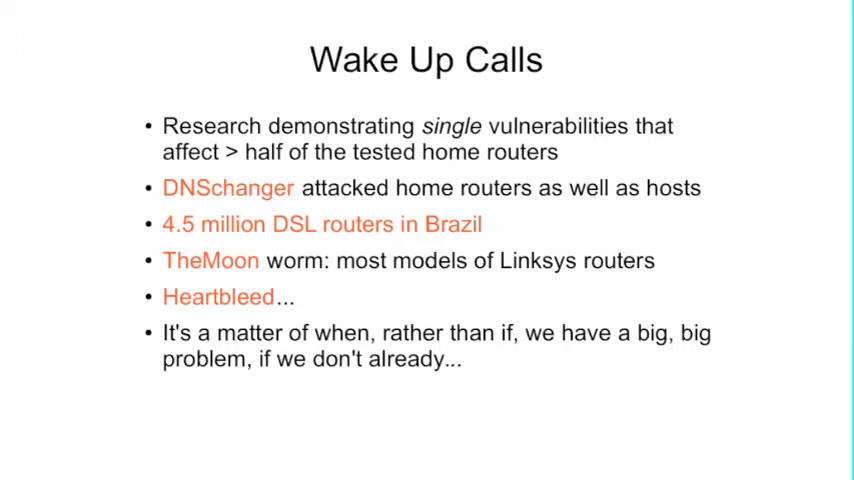 Wake Up Calls
• Research demonstrating single vulnerabilities that
affect > half of the tested home routers
• DNSchanger attacked home routers as well as hosts
• 4.5 million DSL routers in Brazil
• TheMoon worm: most models of Linksys routers
• Heartbleed...
• It's a matter of when, rather than if, we have a big, big
problem, if we don't already...